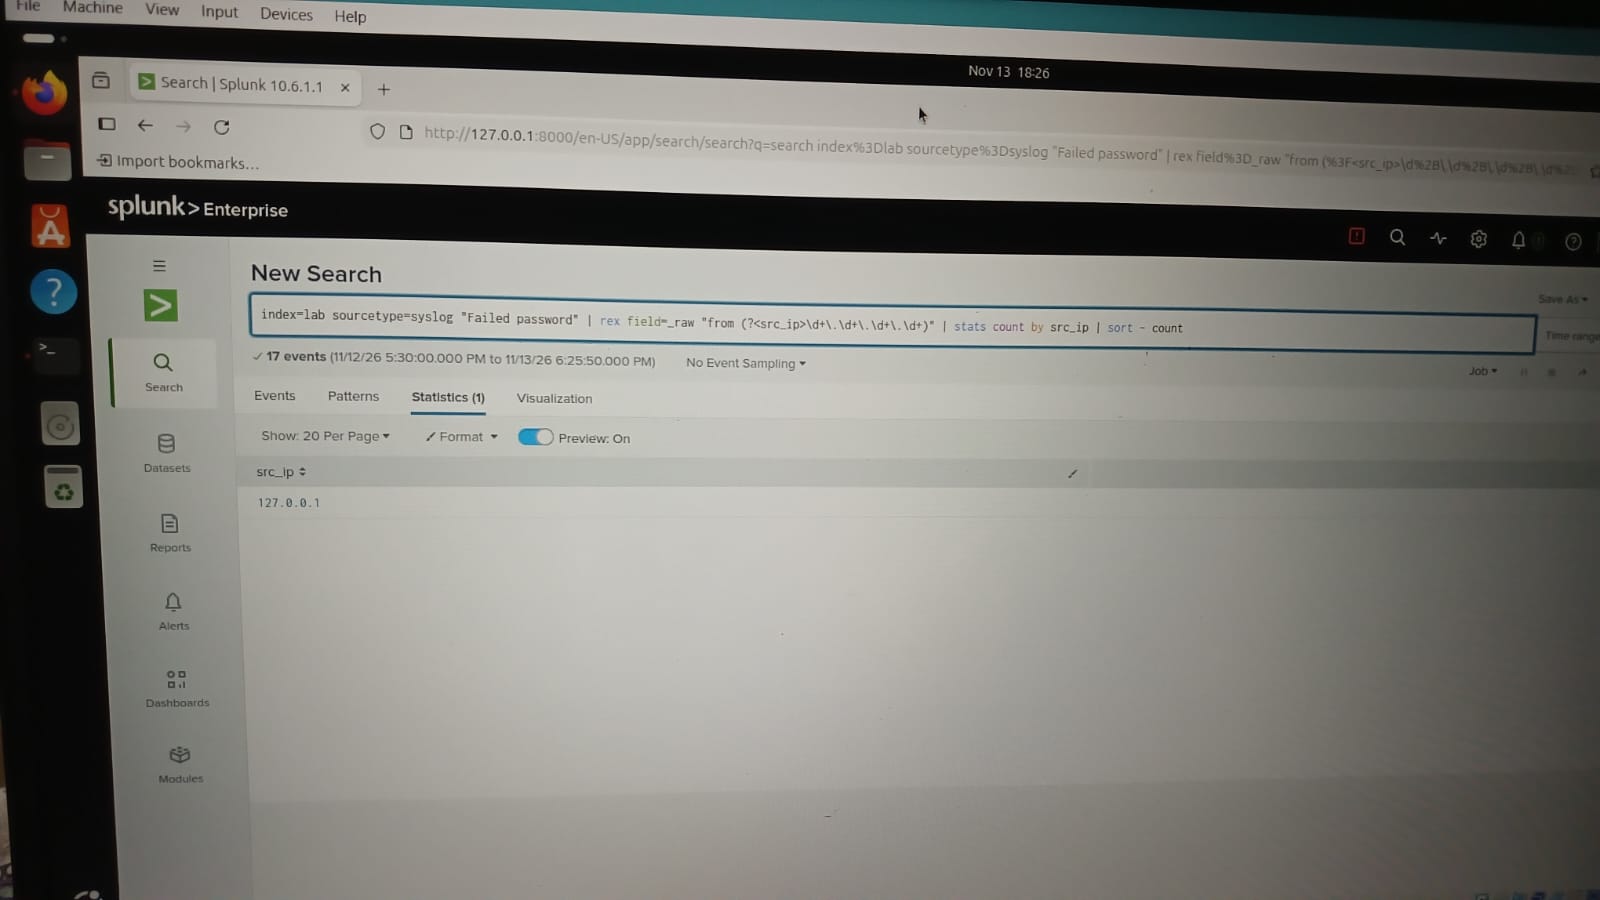 File Machine View Input Devices Help
Nov 13 18:26
Search | Splunk 10.6.1.1 × +
http://127.0.0.1:8000/en-US/app/search/search?q=search index%3Dlab sourcetype%3Dsyslog "Failed password" | rex field%3D_raw "from (%3F<src_ip>\d%2B\.\d%2B\.\d%2B\.\d%2
Import bookmarks...
splunk>Enterprise
New Search
Save As
index=lab sourcetype=syslog "Failed password" | rex field=_raw "from (?<src_ip>\d+\.\d+\.\d+\.\d+)" | stats count by src_ip | sort - count
Time range
✓ 17 events (11/12/26 5:30:00.000 PM to 11/13/26 6:25:50.000 PM) No Event Sampling
Job
Events Patterns Statistics (1) Visualization
Show: 20 Per Page Format Preview: On
src_ip
127.0.0.1
Search
Datasets
Reports
Alerts
Dashboards
Modules